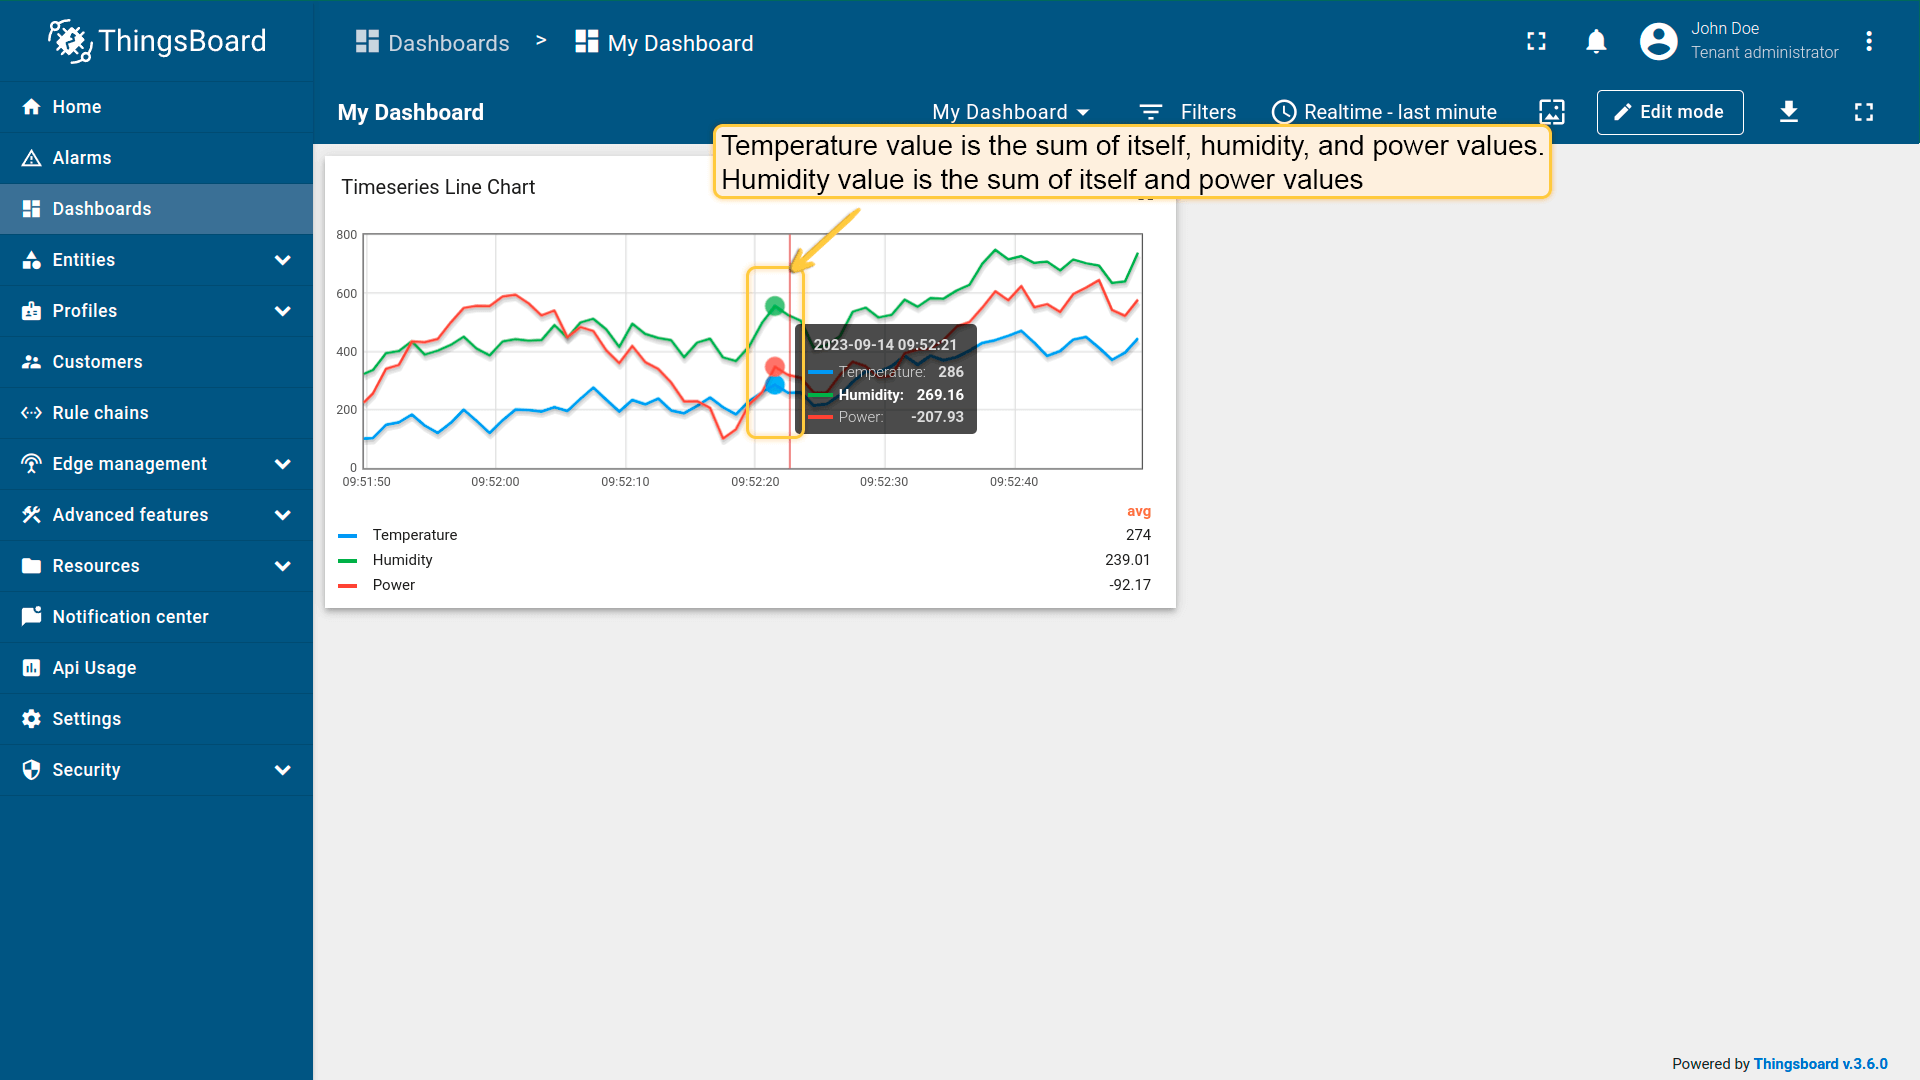 ThingsBoard
Dashboards > My Dashboard
John Doe
Tenant administrator
Home
Alarms
Dashboards
Entities
Profiles
Customers
Rule chains
Edge management
Advanced features
Resources
Notification center
Api Usage
Settings
Security
My Dashboard
My Dashboard
Filters
Realtime - last minute
Edit mode
Temperature value is the sum of itself, humidity, and power values.
Humidity value is the sum of itself and power values
Timeseries Line Chart
800
600
400
200
0
09:51:50 09:52:00 09:52:10 09:52:20 09:52:30 09:52:40
2023-09-14 09:52:21
Temperature: 286
Humidity: 269.16
Power: -207.93
avg
Temperature 274
Humidity 239.01
Power -92.17
Powered by Thingsboard v.3.6.0